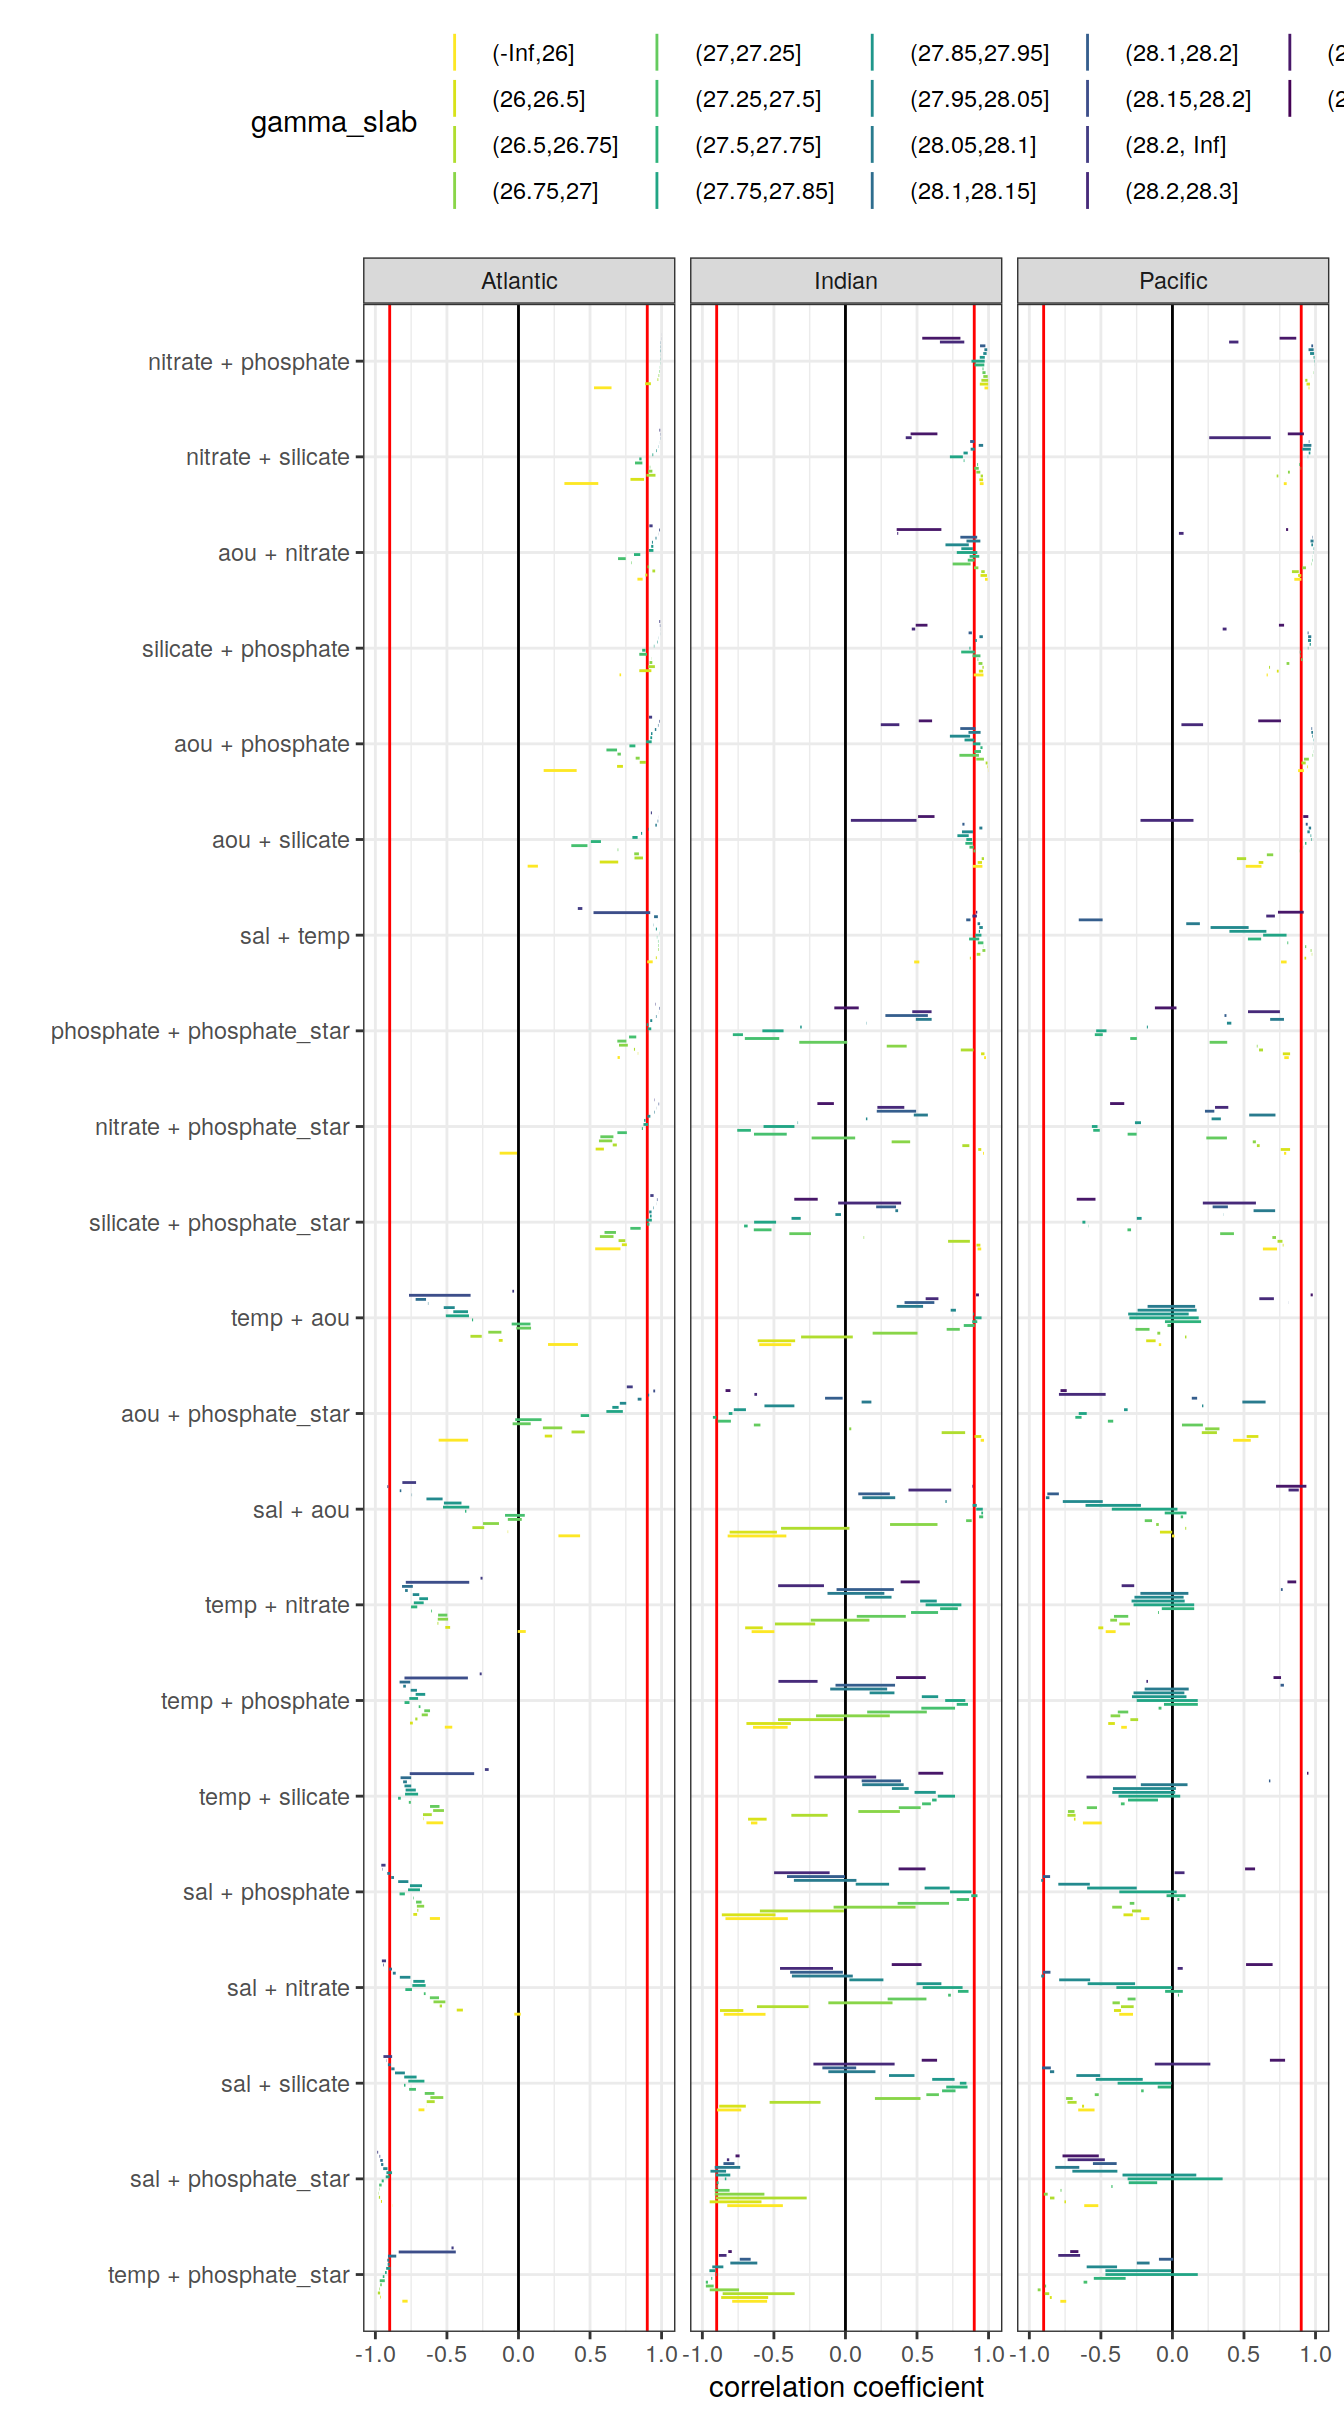 (-Inf,26] (27,27.25] (27.85,27.95] (28.1,28.2]
(26,26.5] (27.25,27.5] (27.95,28.05] (28.15,28.2]
gamma_slab
(26.5,26.75] (27.5,27.75] (28.05,28.1] (28.2, Inf]
(26.75,27] (27.75,27.85] (28.1,28.15] (28.2,28.3]
Atlantic Indian Pacific
nitrate + phosphate
nitrate + silicate
aou + nitrate
silicate + phosphate
aou + phosphate
aou + silicate
sal + temp
phosphate + phosphate_star
nitrate + phosphate_star
silicate + phosphate_star
temp + aou
aou + phosphate_star
sal + aou
temp + nitrate
temp + phosphate
temp + silicate
sal + phosphate
sal + nitrate
sal + silicate
sal + phosphate_star
temp + phosphate_star
-1.0 -0.5 0.0 0.5 1.0 -1.0 -0.5 0.0 0.5 1.0 -1.0 -0.5 0.0 0.5 1.0
correlation coefficient